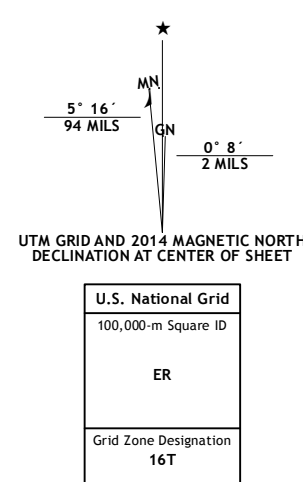 ★
MN
GN
5° 16´
94 MILS
0° 8´
2 MILS
UTM GRID AND 2014 MAGNETIC NORTH
DECLINATION AT CENTER OF SHEET
U.S. National Grid
100,000-m Square ID
ER
Grid Zone Designation
16T